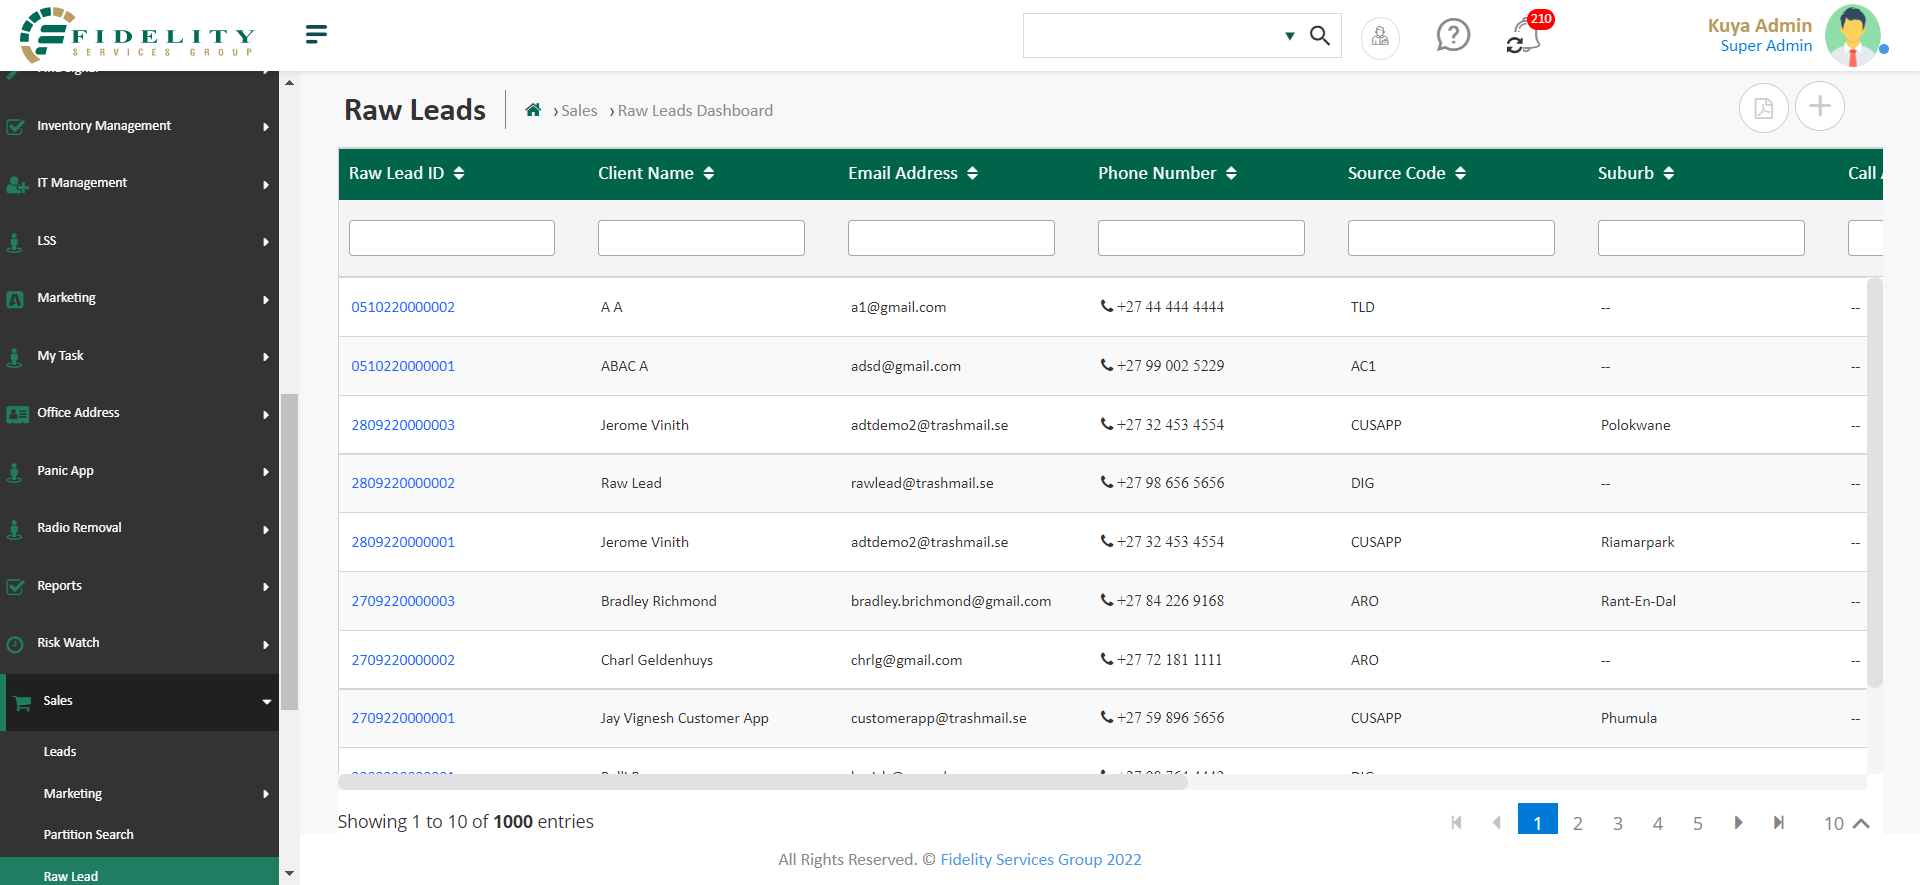 FIDELITY
SERVICES GROUP
210
Kuya Admin
Super Admin
Inventory Management
IT Management
LSS
Marketing
My Task
Office Address
Panic App
Radio Removal
Reports
Risk Watch
Sales
Leads
Marketing
Partition Search
Raw Lead
Raw Leads
› Sales › Raw Leads Dashboard
Raw Lead ID Client Name Email Address Phone Number Source Code Suburb Call
0510220000002 A A a1@gmail.com +27 44 444 4444 TLD -- --
0510220000001 ABAC A adsd@gmail.com +27 99 002 5229 AC1 -- --
2809220000003 Jerome Vinith adtdemo2@trashmail.se +27 32 453 4554 CUSAPP Polokwane --
2809220000002 Raw Lead rawlead@trashmail.se +27 98 656 5656 DIG -- --
2809220000001 Jerome Vinith adtdemo2@trashmail.se +27 32 453 4554 CUSAPP Riamarpark --
2709220000003 Bradley Richmond bradley.brichmond@gmail.com +27 84 226 9168 ARO Rant-En-Dal --
2709220000002 Charl Geldenhuys chrlg@gmail.com +27 72 181 1111 ARO -- --
2709220000001 Jay Vignesh Customer App customerapp@trashmail.se +27 59 896 5656 CUSAPP Phumula --
Showing 1 to 10 of 1000 entries
1 2 3 4 5 10
All Rights Reserved. © Fidelity Services Group 2022